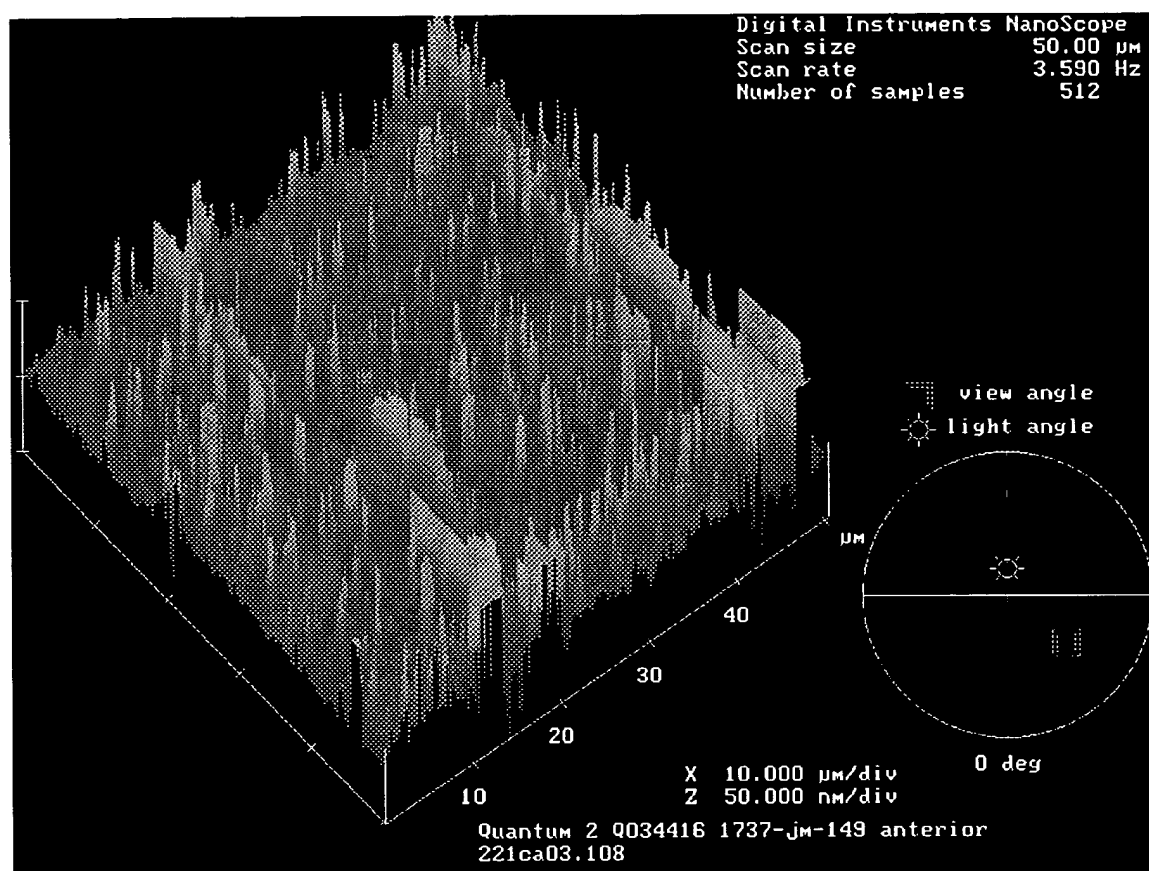 Digital Instruments NanoScope
Scan size 50.00 μm
Scan rate 3.590 Hz
Number of samples 512
view angle
light angle
μm
40
30
20
10
0 deg
X 10.000 μm/div
Z 50.000 nm/div
Quantum 2 Q034416 1737-jm-149 anterior
221ca03.108